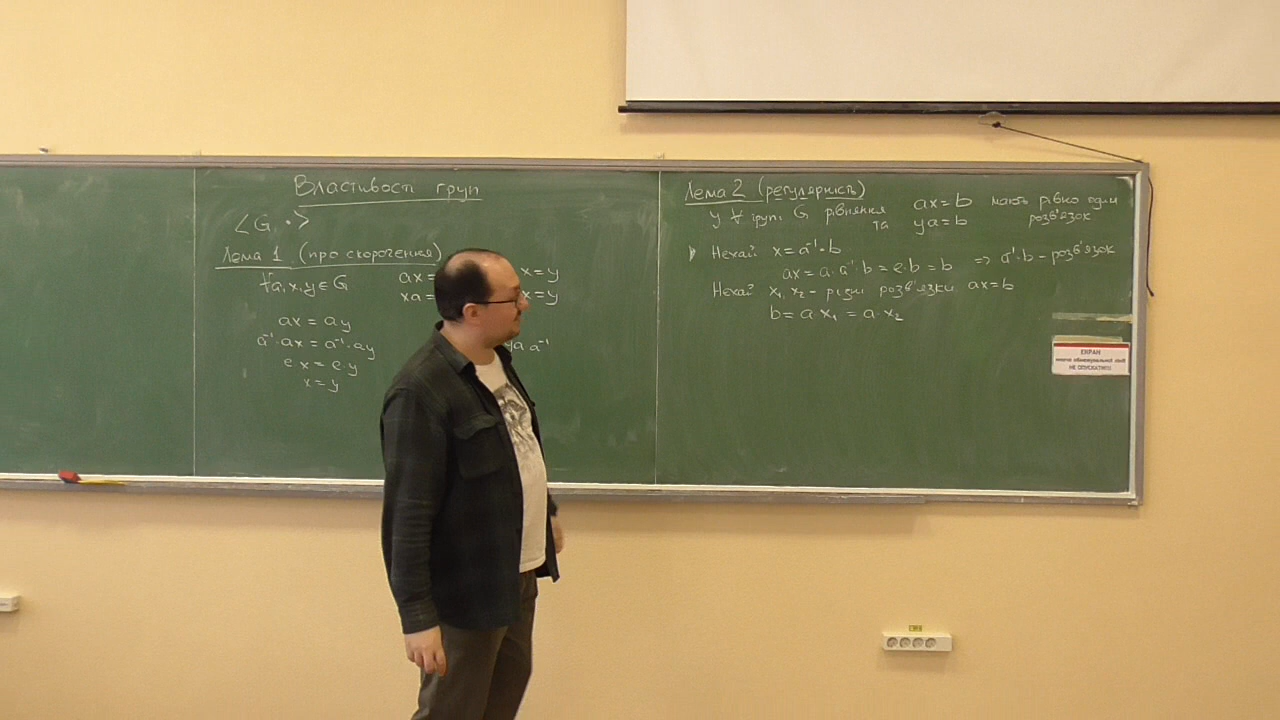 Властивості груп
⟨G, •⟩
Лема 1 (про скорочення)
∀a, x, y ∈ G ax= x=y
xa= x=y
ax = ay
a⁻¹·ax = a⁻¹·ay a⁻¹
e·x = e·y
x=y
Лема 2 (регулярність)
у ∀ групі G рівняння ax=b мають рівно один
та ya=b розв'язок
Нехай x=a⁻¹·b
ax = a·a⁻¹·b = e·b = b ⇒ a⁻¹·b – розв'язок
Нехай x₁, x₂ – різні розв'язки ax=b
b = a·x₁ = a·x₂
ЕКРАН
НЕ ОПУСКАТИ!!!